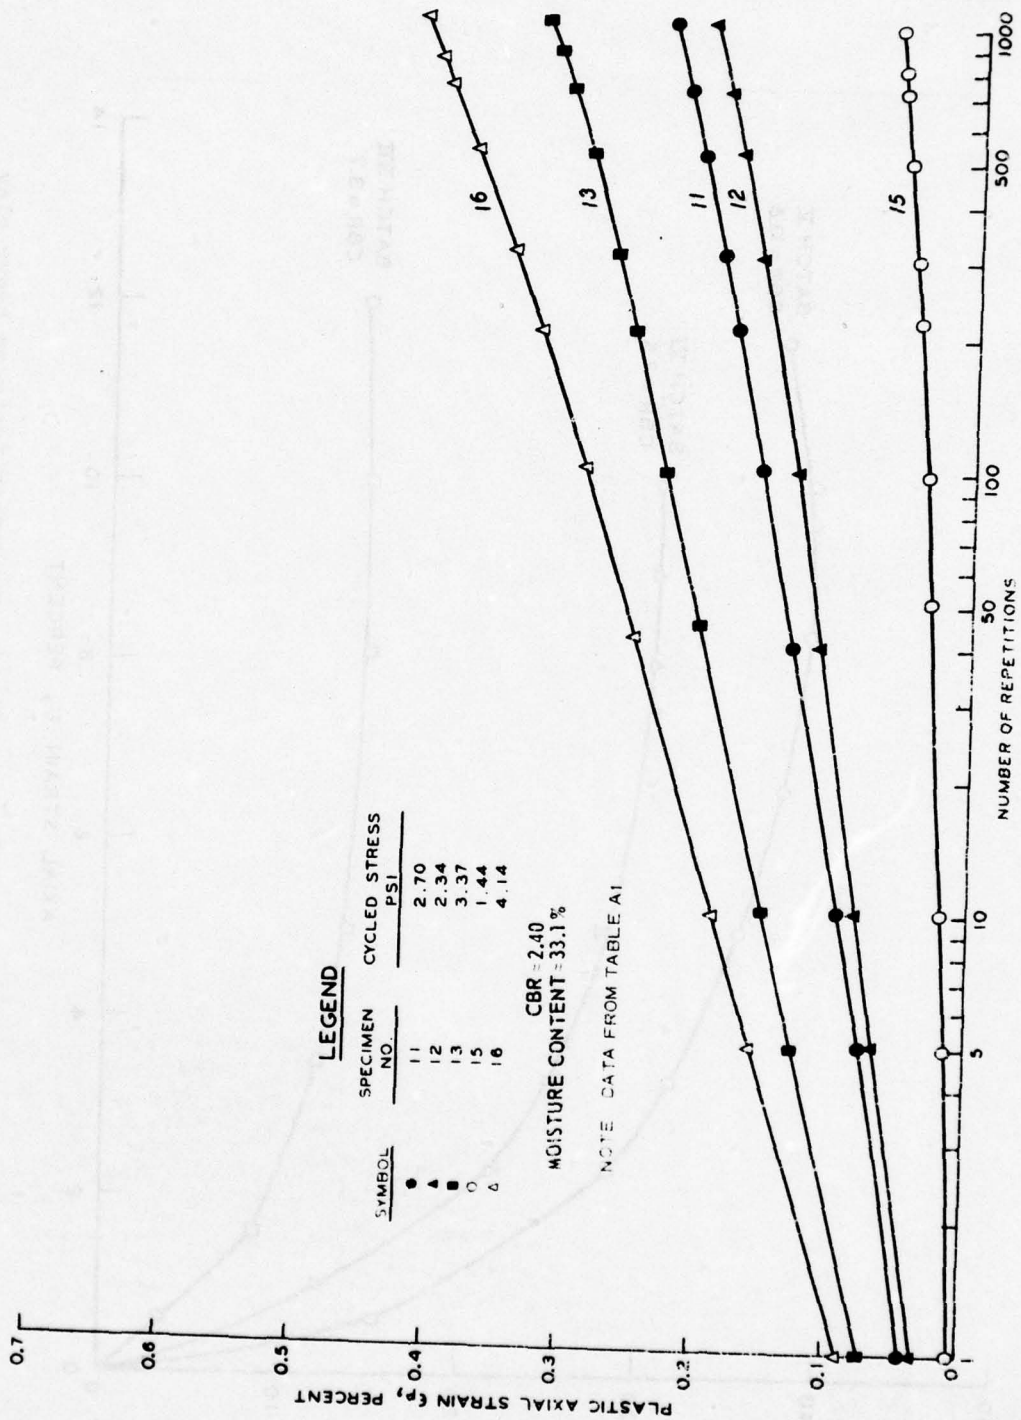 0.7
0.6
0.5
0.4
0.3
0.2
0.1
0
PLASTIC AXIAL STRAIN ϵp, PERCENT
LEGEND
SYMBOL SPECIMEN NO. CYCLED STRESS PSI
● 11 2.70
▲ 12 2.34
■ 13 3.37
○ 15 1.44
△ 16 4.14
CBR = 2.40
MOISTURE CONTENT = 33.1%
NOTE: DATA FROM TABLE A1
16
13
11
12
15
1 5 10 50 100 500 1000
NUMBER OF REPETITIONS